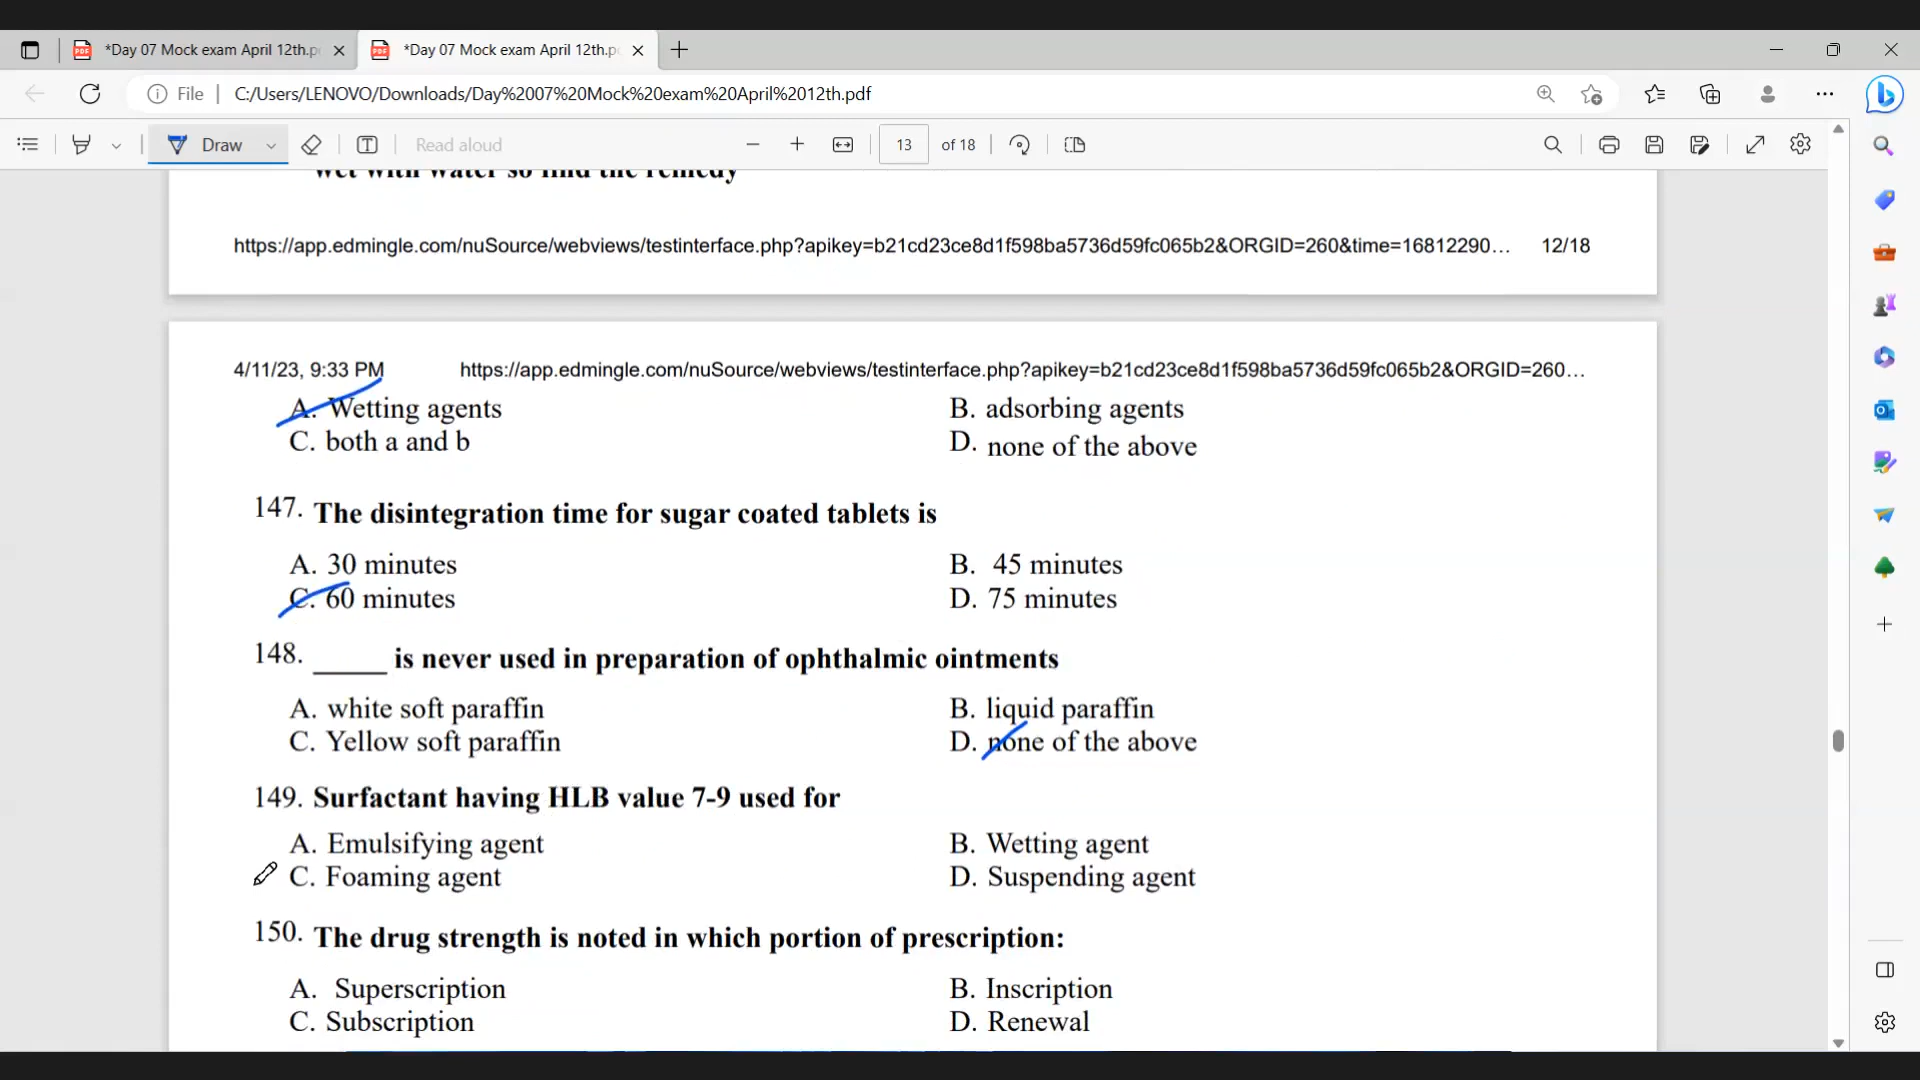 *Day 07 Mock exam April 12th.p
*Day 07 Mock exam April 12th.p
File
C:/Users/LENOVO/Downloads/Day%2007%20Mock%20exam%20April%2012th.pdf
Draw
Read aloud
13 of 18
wet with water so find the remedy
https://app.edmingle.com/nuSource/webviews/testinterface.php?apikey=b21cd23ce8d1f598ba5736d59fc065b2&ORGID=260&time=16812290… 12/18
4/11/23, 9:33 PM https://app.edmingle.com/nuSource/webviews/testinterface.php?apikey=b21cd23ce8d1f598ba5736d59fc065b2&ORGID=260…
A. Wetting agents B. adsorbing agents
C. both a and b D. none of the above
147. The disintegration time for sugar coated tablets is
A. 30 minutes B. 45 minutes
C. 60 minutes D. 75 minutes
148. _____ is never used in preparation of ophthalmic ointments
A. white soft paraffin B. liquid paraffin
C. Yellow soft paraffin D. none of the above
149. Surfactant having HLB value 7-9 used for
A. Emulsifying agent B. Wetting agent
C. Foaming agent D. Suspending agent
150. The drug strength is noted in which portion of prescription:
A. Superscription B. Inscription
C. Subscription D. Renewal